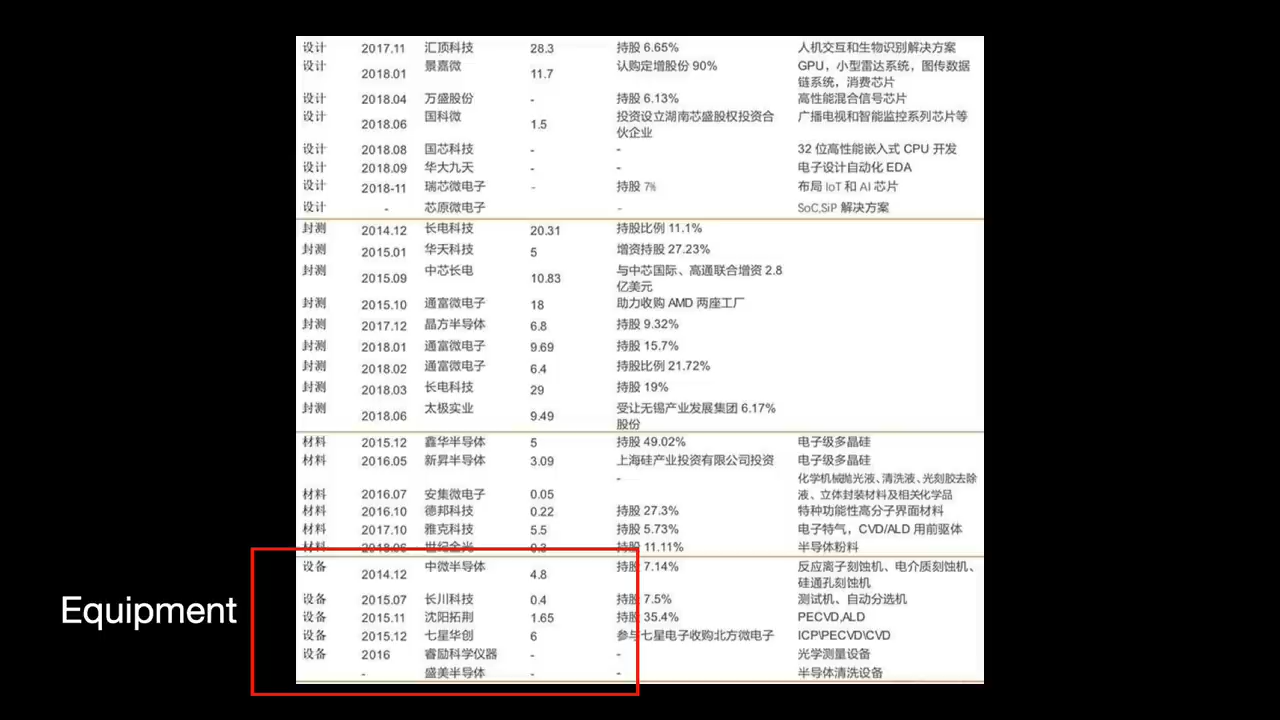 设计 2017.11 汇顶科技 28.3 持股 6.65% 人机交互和生物识别解决方案
设计 2018.01 景嘉微 11.7 认购定增股份 90% GPU，小型雷达系统，图传数据
链系统，消费芯片
设计 2018.04 万盛股份 - 持股 6.13% 高性能混合信号芯片
设计 2018.06 国科微 1.5 投资设立湖南芯盛股权投资合 广播电视和智能监控系列芯片等
伙企业
设计 2018.08 国芯科技 - - 32 位高性能嵌入式 CPU 开发
设计 2018.09 华大九天 - - 电子设计自动化 EDA
设计 2018-11 瑞芯微电子 - 持股 7% 布局 IoT 和 AI 芯片
设计 - 芯原微电子 - SoC,SiP 解决方案
封测 2014.12 长电科技 20.31 持股比例 11.1%
封测 2015.01 华天科技 5 增资持股 27.23%
封测 2015.09 中芯长电 10.83 与中芯国际、高通联合增资 2.8
亿美元
封测 2015.10 通富微电子 18 助力收购 AMD 两座工厂
封测 2017.12 晶方半导体 6.8 持股 9.32%
封测 2018.01 通富微电子 9.69 持股 15.7%
封测 2018.02 通富微电子 6.4 持股比例 21.72%
封测 2018.03 长电科技 29 持股 19%
封测 2018.06 太极实业 9.49 受让无锡产业发展集团 6.17%
股份
材料 2015.12 鑫华半导体 5 持股 49.02% 电子级多晶硅
材料 2016.05 新昇半导体 3.09 上海硅产业投资有限公司投资 电子级多晶硅
- 化学机械抛光液、清洗液、光刻胶去除
材料 2016.07 安集微电子 0.05 液、立体封装材料及相关化学品
材料 2016.10 德邦科技 0.22 持股 27.3% 特种功能性高分子界面材料
材料 2017.10 雅克科技 5.5 持股 5.73% 电子特气，CVD/ALD 用前驱体
材料 2018.06 世纪金光 0.3 持股 11.11% 半导体粉料
设备 2014.12 中微半导体 4.8 持股 7.14% 反应离子刻蚀机、电介质刻蚀机、
硅通孔刻蚀机
设备 2015.07 长川科技 0.4 持股 7.5% 测试机、自动分选机
Equipment
设备 2015.11 沈阳拓荆 1.65 持股 35.4% PECVD,ALD
设备 2015.12 七星华创 6 参与七星电子收购北方微电子 ICP\PECVD\CVD
设备 2016 睿励科学仪器 - - 光学测量设备
- 盛美半导体 - - 半导体清洗设备